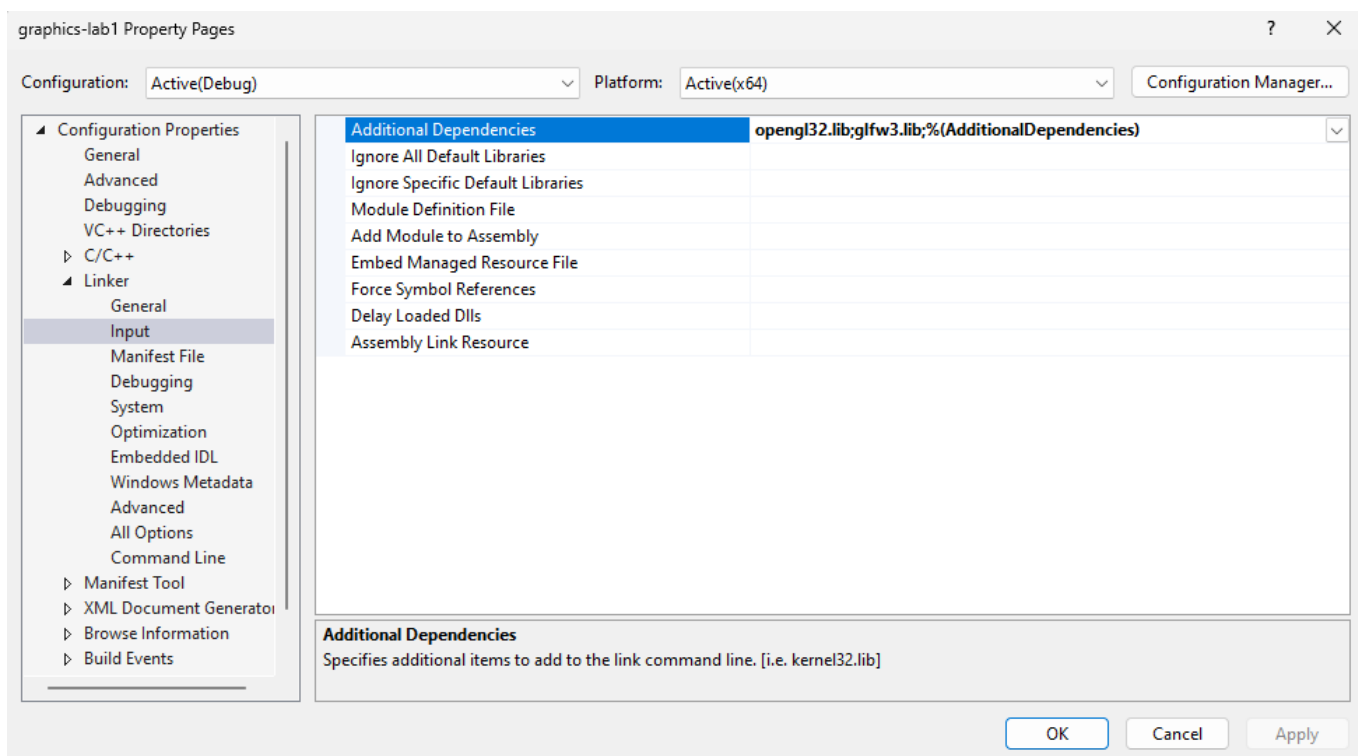 graphics-lab1 Property Pages
?
Configuration: Active(Debug) Platform: Active(x64) Configuration Manager...
Configuration Properties
General
Advanced
Debugging
VC++ Directories
C/C++
Linker
General
Input
Manifest File
Debugging
System
Optimization
Embedded IDL
Windows Metadata
Advanced
All Options
Command Line
Manifest Tool
XML Document Generator
Browse Information
Build Events
Additional Dependencies opengl32.lib;glfw3.lib;%(AdditionalDependencies)
Ignore All Default Libraries
Ignore Specific Default Libraries
Module Definition File
Add Module to Assembly
Embed Managed Resource File
Force Symbol References
Delay Loaded Dlls
Assembly Link Resource
Additional Dependencies
Specifies additional items to add to the link command line. [i.e. kernel32.lib]
OK Cancel Apply